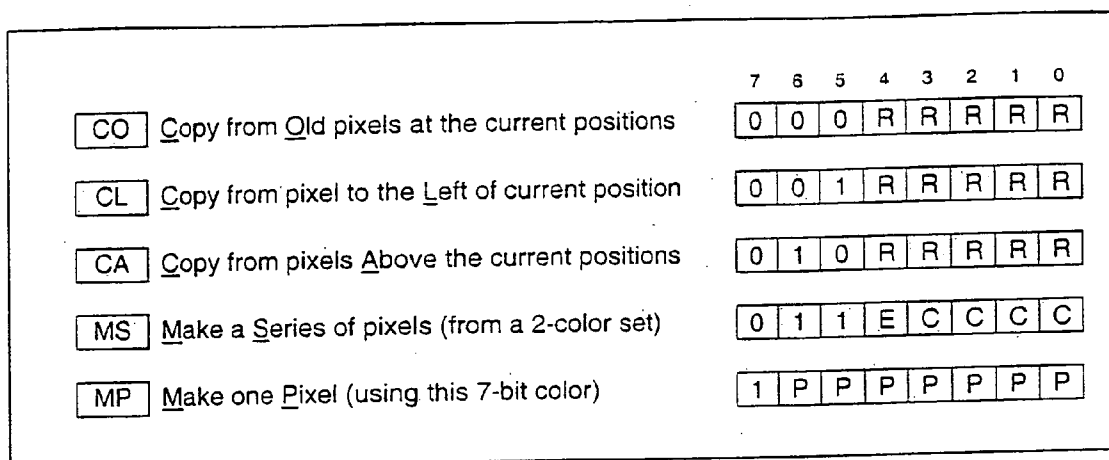 7 6 5 4 3 2 1 0
CO Copy from Old pixels at the current positions 0 0 0 R R R R R
CL Copy from pixel to the Left of current position 0 0 1 R R R R R
CA Copy from pixels Above the current positions 0 1 0 R R R R R
MS Make a Series of pixels (from a 2-color set) 0 1 1 E C C C C
MP Make one Pixel (using this 7-bit color) 1 P P P P P P P